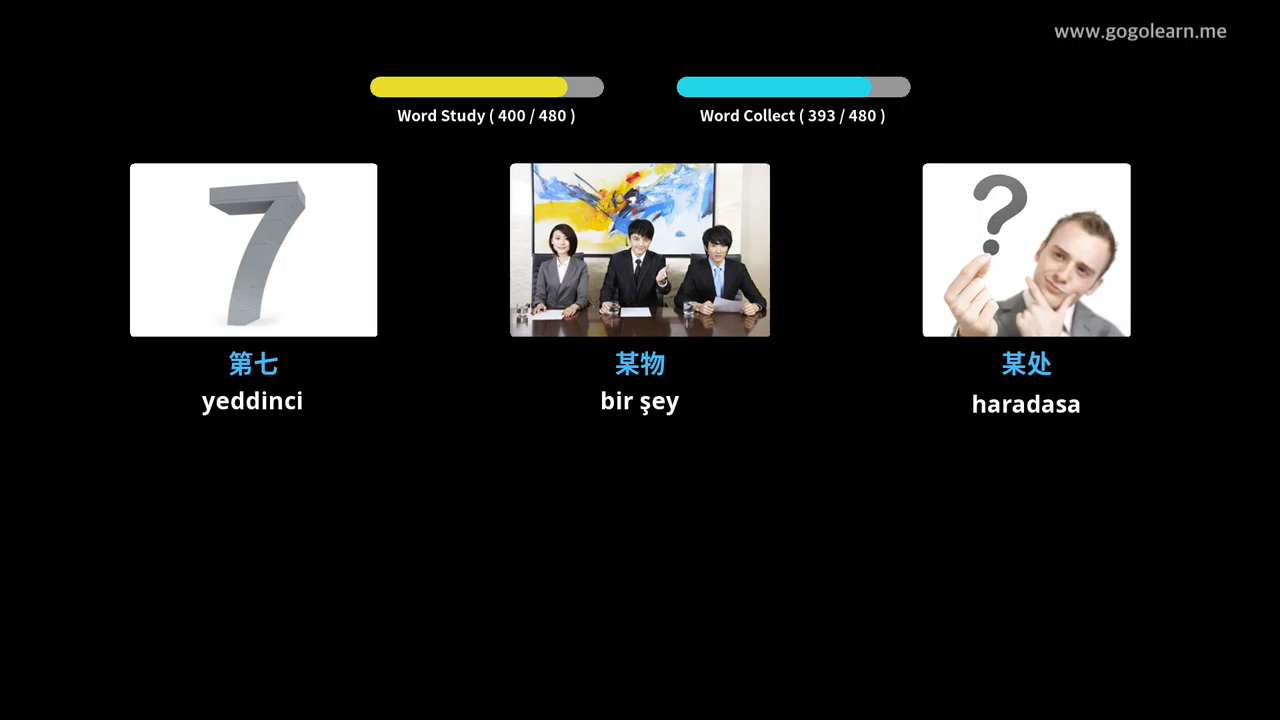 www.gogolearn.me
Word Study ( 400 / 480 )
Word Collect ( 393 / 480 )
7
?
第七
某物
某处
yeddinci
bir şey
haradasa